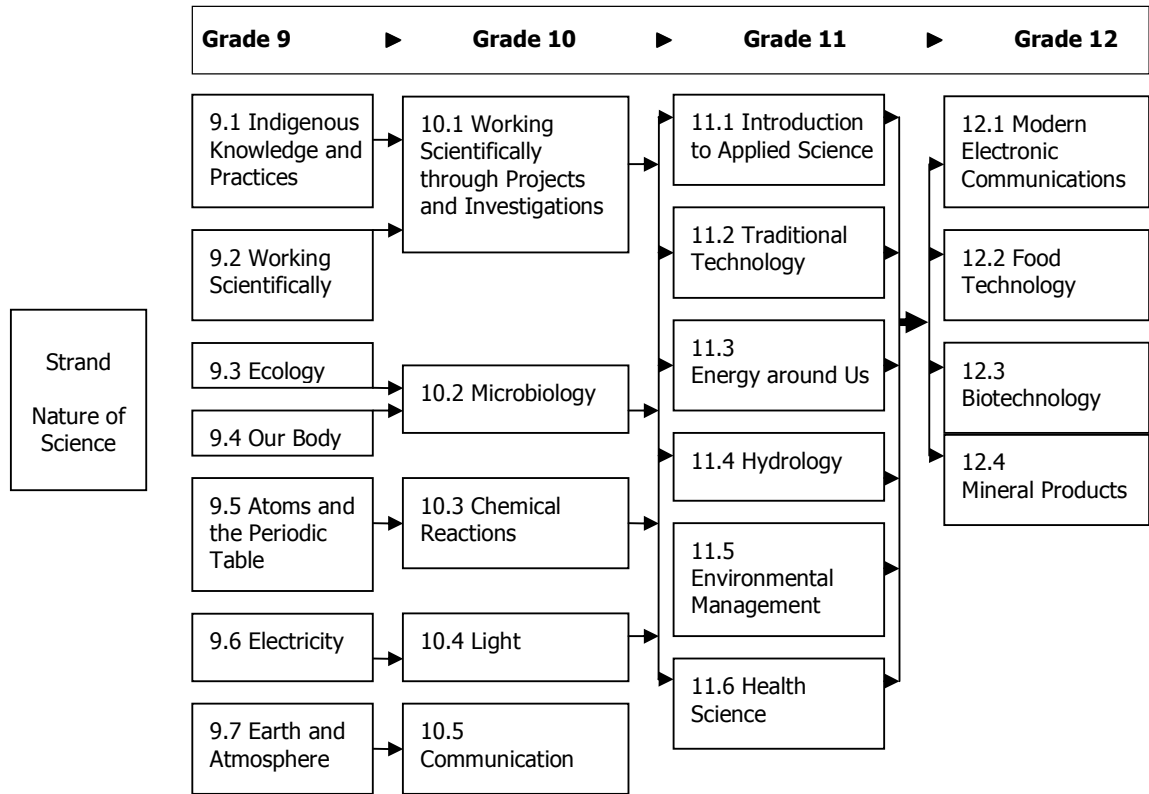 Grade 9
Grade 10
Grade 11
Grade 12
Strand
Nature of
Science
9.1 Indigenous
Knowledge and
Practices
9.2 Working
Scientifically
9.3 Ecology
9.4 Our Body
9.5 Atoms and
the Periodic
Table
9.6 Electricity
9.7 Earth and
Atmosphere
10.1 Working
Scientifically
through Projects
and Investigations
10.2 Microbiology
10.3 Chemical
Reactions
10.4 Light
10.5
Communication
11.1 Introduction
to Applied Science
11.2 Traditional
Technology
11.3
Energy around Us
11.4 Hydrology
11.5
Environmental
Management
11.6 Health
Science
12.1 Modern
Electronic
Communications
12.2 Food
Technology
12.3
Biotechnology
12.4
Mineral Products